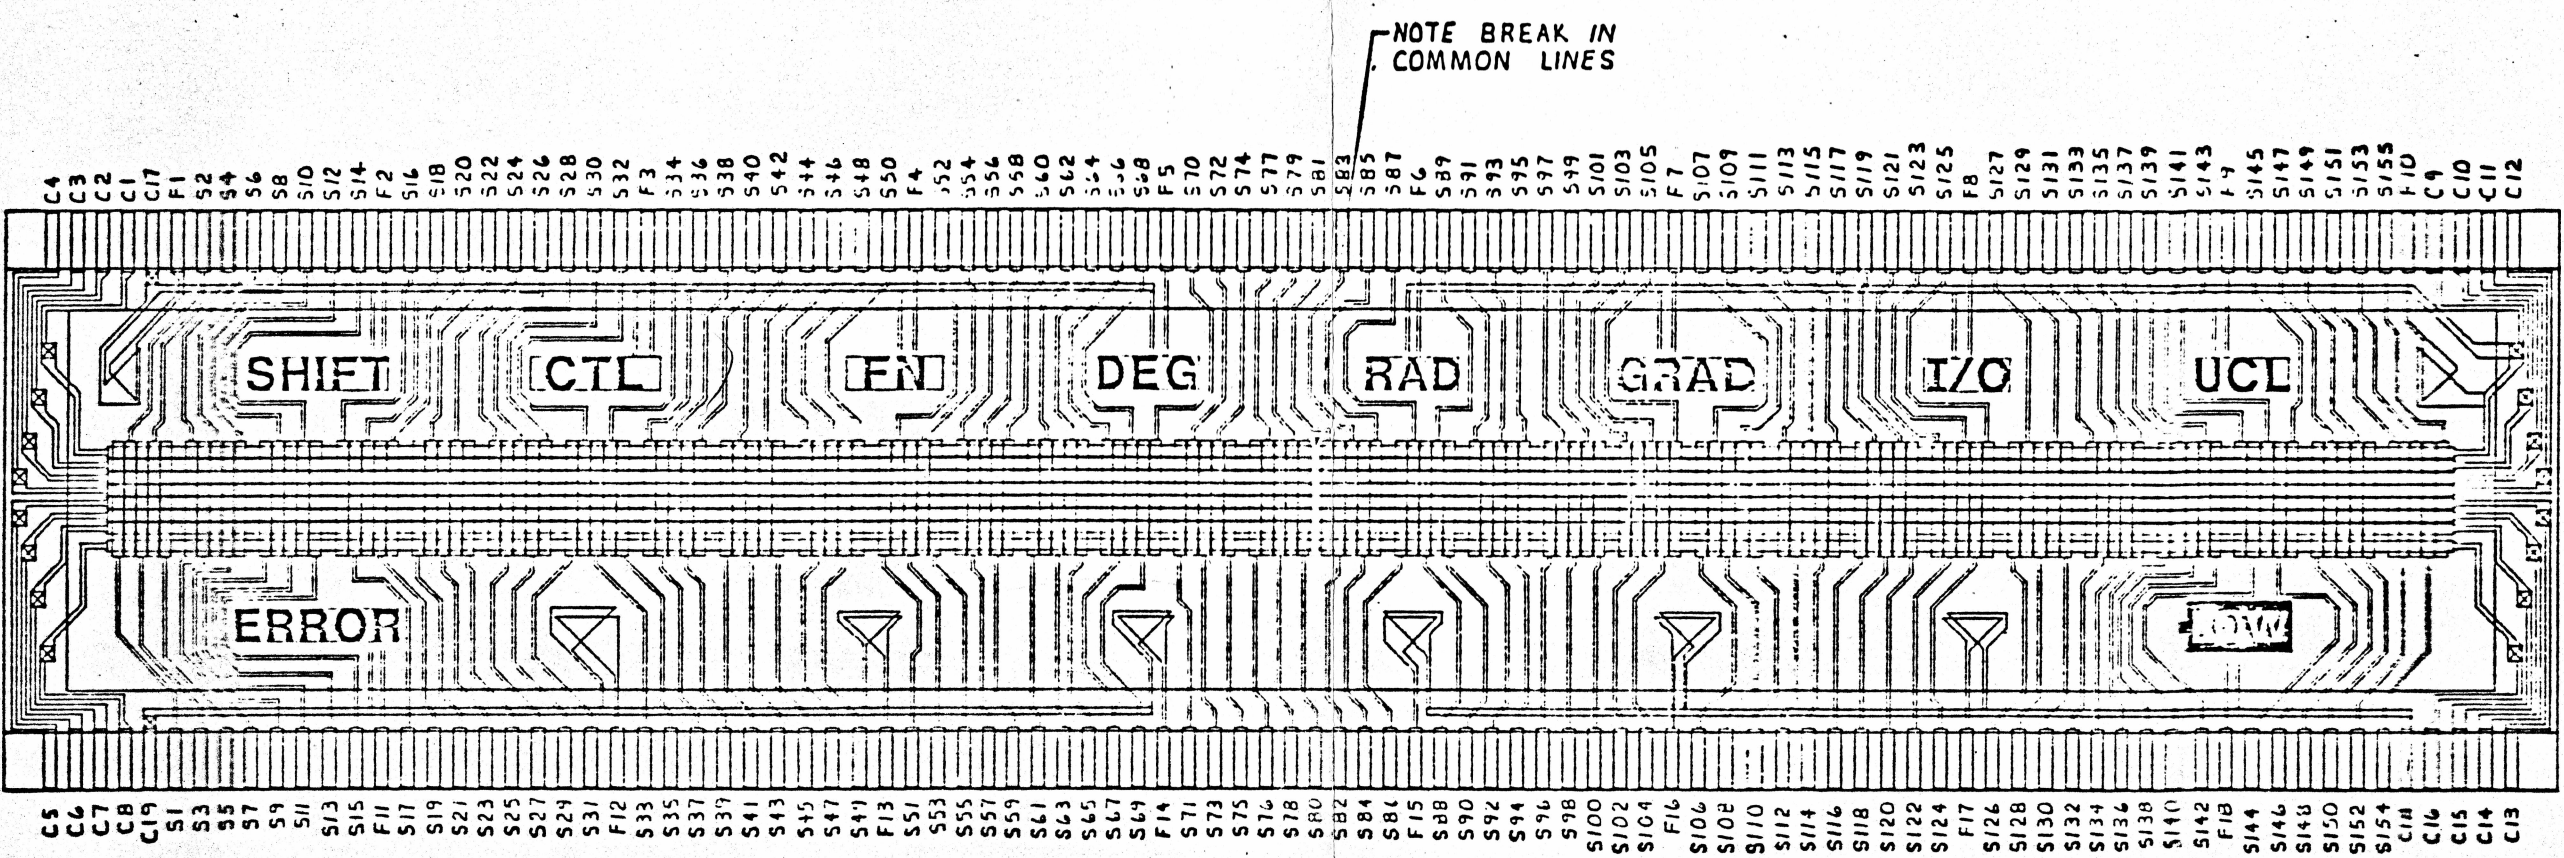 NOTE BREAK IN
COMMON LINES
C4 C3 C2 C1 C17 F1 S2 S4 S6 S8 S10 S12 S14 F2 S16 S18 S20 S22 S24 S26 S28 S30 S32 F3 S34 S36 S38 S40 S42 S44 S46 S48 S50 F4 S52 S54 S56 S58 S60 S62 S64 S66 S68 F5 S70 S72 S74 S77 S79 S81 S83 S85 S87 F6 S89 S91 S93 S95 S97 S99 S101 S103 S105 F7 S107 S109 S111 S113 S115 S117 S119 S121 S123 S125 F8 S127 S129 S131 S133 S135 S137 S139 S141 S143 F9 S145 S147 S149 S151 S153 S155 F10 C9 C10 C11 C12
SHIFT CTL FN DEG RAD GRAD I/O UCL
ERROR
C5 C6 C7 C8 C19 S1 S3 S5 S7 S9 S11 S13 S15 F11 S17 S19 S21 S23 S25 S27 S29 S31 F12 S33 S35 S37 S39 S41 S43 S45 S47 S49 F13 S51 S53 S55 S57 S59 S61 S63 S65 S67 S69 F14 S71 S73 S75 S76 S78 S80 S82 S84 S86 F15 S88 S90 S92 S94 S96 S98 S100 S102 S104 F16 S106 S108 S110 S112 S114 S116 S118 S120 S122 S124 F17 S126 S128 S130 S132 S134 S136 S138 S140 S142 F18 S144 S146 S148 S150 S152 S154 C16 C15 C14 C13